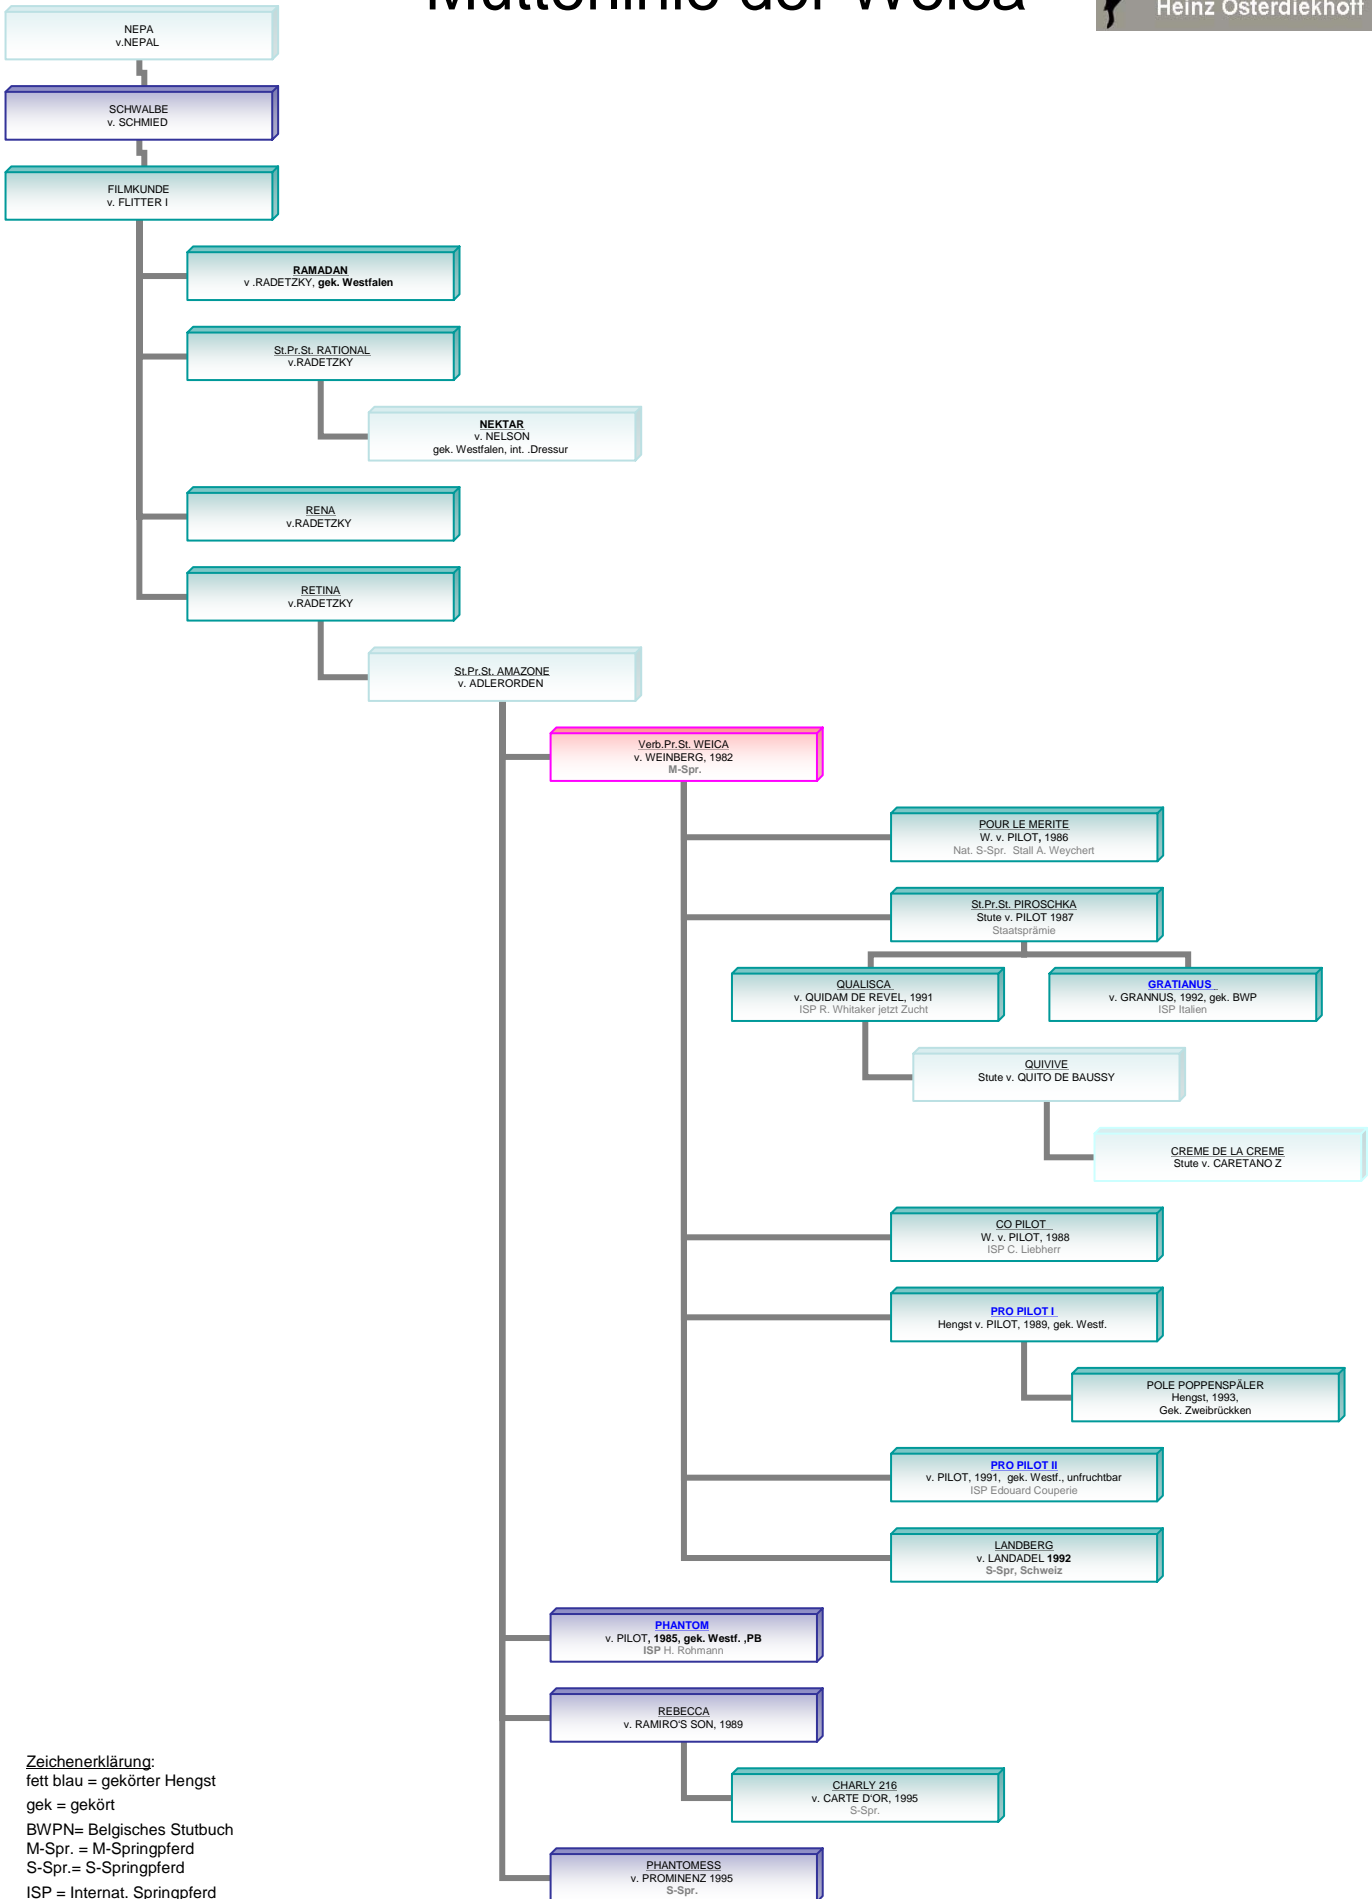 Mutterlinie der Weica
Heinz Osterdiekhoff
NEPA
v.NEPAL
SCHWALBE
v. SCHMIED
FILMKUNDE
v. FLITTER I
RAMADAN
v .RADETZKY, gek. Westfalen
St.Pr.St. RATIONAL
v.RADETZKY
NEKTAR
v. NELSON
gek. Westfalen, int. .Dressur
RENA
v.RADETZKY
RETINA
v.RADETZKY
St.Pr.St. AMAZONE
v. ADLERORDEN
Verb.Pr.St. WEICA
v. WEINBERG, 1982
M-Spr.
POUR LE MERITE
W. v. PILOT, 1986
Nat. S-Spr. Stall A. Weychert
St.Pr.St. PIROSCHKA
Stute v. PILOT 1987
Staatsprämie
QUALISCA
v. QUIDAM DE REVEL, 1991
ISP R. Whitaker jetzt Zucht
GRATIANUS
v. GRANNUS, 1992, gek. BWP
ISP Italien
QUIVIVE
Stute v. QUITO DE BAUSSY
CREME DE LA CREME
Stute v. CARETANO Z
CO PILOT
W. v. PILOT, 1988
ISP C. Liebherr
PRO PILOT I
Hengst v. PILOT, 1989, gek. Westf.
POLE POPPENSPÄLER
Hengst, 1993,
Gek. Zweibrückken
PRO PILOT II
v. PILOT, 1991, gek. Westf., unfruchtbar
ISP Edouard Couperie
LANDBERG
v. LANDADEL 1992
S-Spr, Schweiz
PHANTOM
v. PILOT, 1985, gek. Westf. ,PB
ISP H. Rohmann
REBECCA
v. RAMIRO'S SON, 1989
CHARLY 216
v. CARTE D'OR, 1995
S-Spr.
PHANTOMESS
v. PROMINENZ 1995
S-Spr.
Zeichenerklärung:
fett blau = gekörter Hengst
gek = gekört
BWPN= Belgisches Stutbuch
M-Spr. = M-Springpferd
S-Spr.= S-Springpferd
ISP = Internat. Springpferd